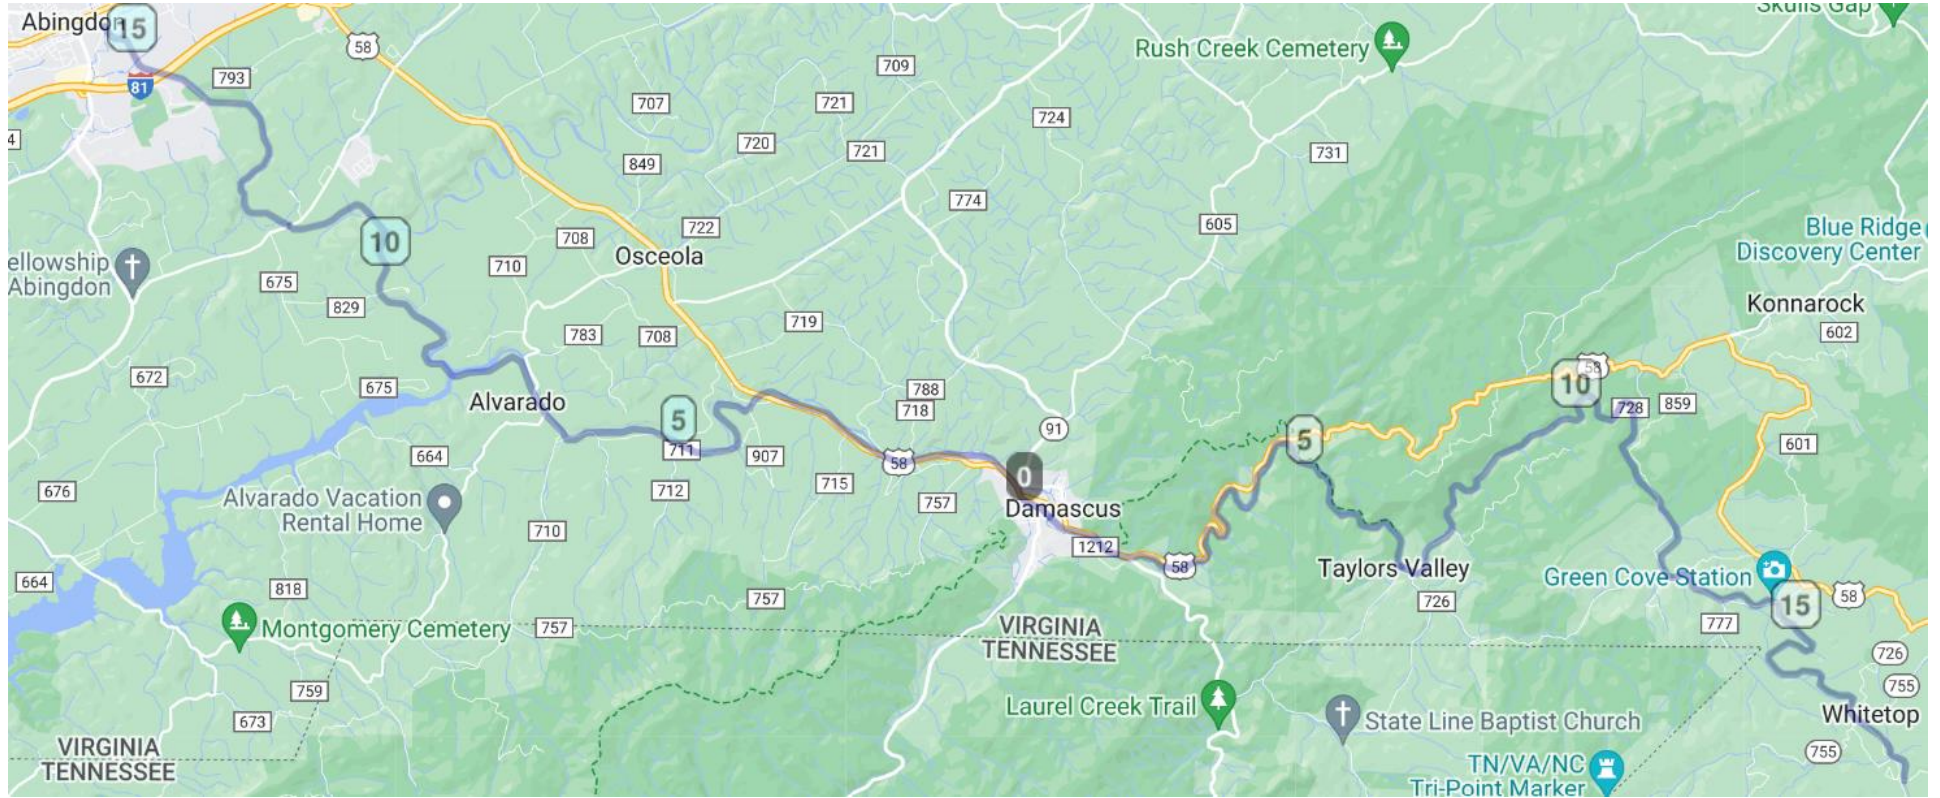 Abingdon
15
Skulls Gap
58
Rush Creek Cemetery
709
793
81
707
721
724
4
720
721
731
849
774
722
605
10
708
Osceola
Blue Ridge
Discovery Center
ellowship
Abingdon
710
675
829
Konnarock
719
602
783
708
672
58
675
788
10
Alvarado
718
728
859
5
91
5
601
711
664
907
58
0
715
676
712
Alvarado Vacation
Rental Home
757
Damascus
710
1212
58
Taylors Valley
Green Cove Station
664
818
757
726
58
15
Montgomery Cemetery
757
VIRGINIA
TENNESSEE
777
726
759
755
Laurel Creek Trail
673
State Line Baptist Church
Whitetop
VIRGINIA
TENNESSEE
755
TN/VA/NC
Tri-Point Marker